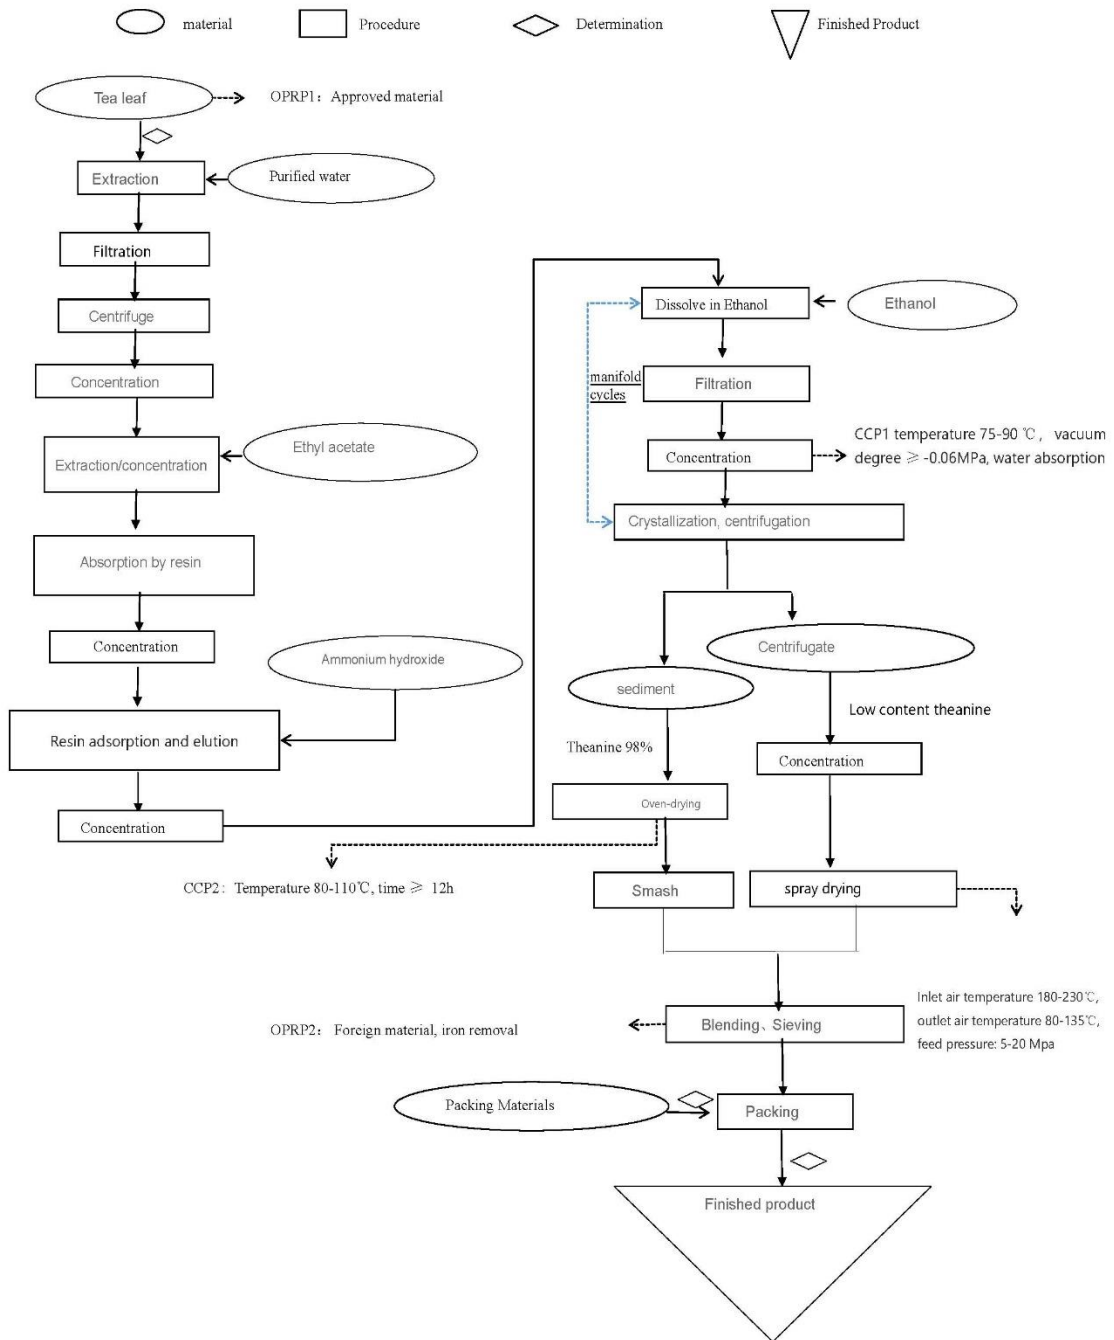 material
Procedure
Determination
Finished Product
Tea leaf
OPRP1: Approved material
Extraction
Purified water
Filtration
Centrifuge
Concentration
Extraction/concentration
Ethyl acetate
Absorption by resin
Concentration
Ammonium hydroxide
Resin adsorption and elution
Concentration
Dissolve in Ethanol
Ethanol
manifold
cycles
Filtration
Concentration
CCP1 temperature 75-90 ℃, vacuum
degree ≥ -0.06MPa, water absorption
Crystallization, centrifugation
Centrifugate
sediment
Low content theanine
Theanine 98%
Concentration
Oven-drying
CCP2: Temperature 80-110℃, time ≥ 12h
Smash
spray drying
Inlet air temperature 180-230℃,
outlet air temperature 80-135℃,
feed pressure: 5-20 Mpa
OPRP2: Foreign material, iron removal
Blending、Sieving
Packing Materials
Packing
Finished product